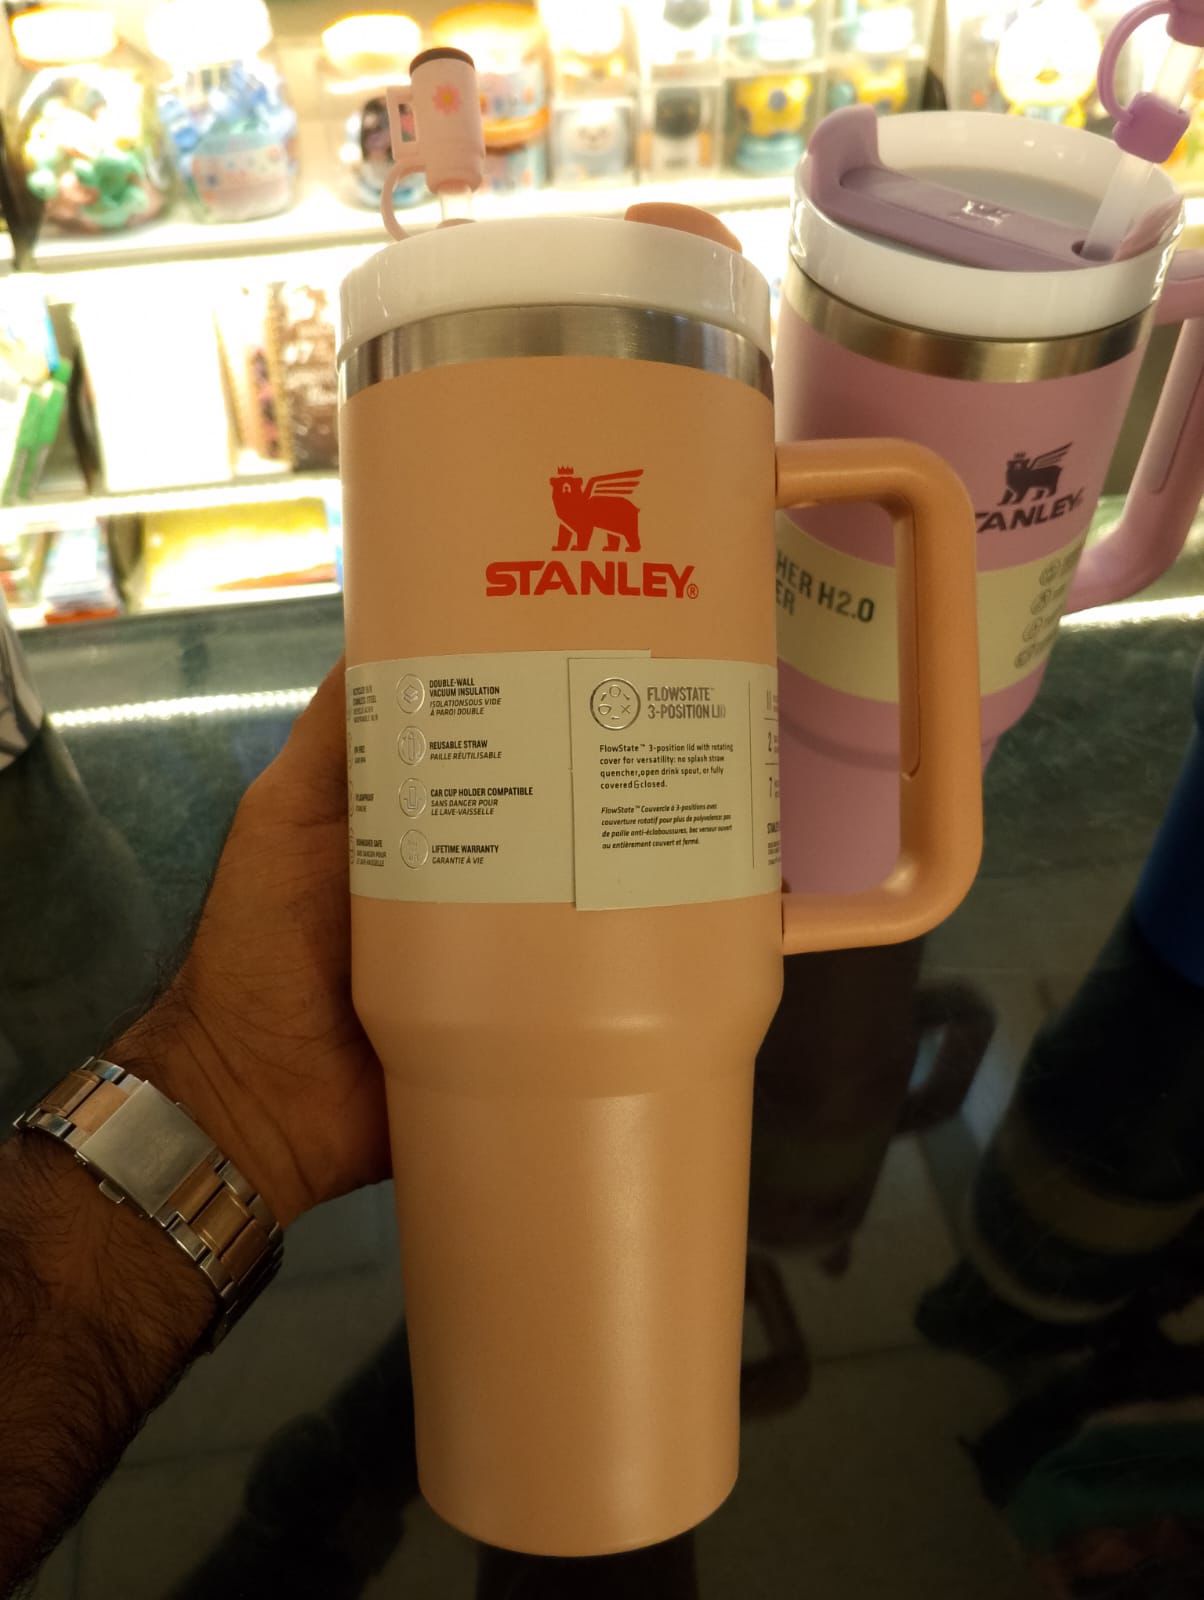 STANLEY®
DOUBLE-WALL
VACUUM INSULATION
ISOLATIONSOUS VIDE
À PAROI DOUBLE
REUSABLE STRAW
PAILLE RÉUTILISABLE
CAR CUP HOLDER COMPATIBLE
SANS DANGER POUR
LE LAVE-VAISSELLE
LIFETIME WARRANTY
GARANTIE À VIE
FLOWSTATE™
3-POSITION LID
FlowState™ 3-position lid with rotating
cover for versatility: no splash straw
quencher,open drink spout, or fully
covered&closed.
FlowState™ Couvercle à 3-positions avec
couverture rotatif pour plus de polyvalence: pas
de paille anti-éclaboussures, bec verseur ouvert
ou entièrement couvert et fermé.
STANLEY
HER H2.0
ER